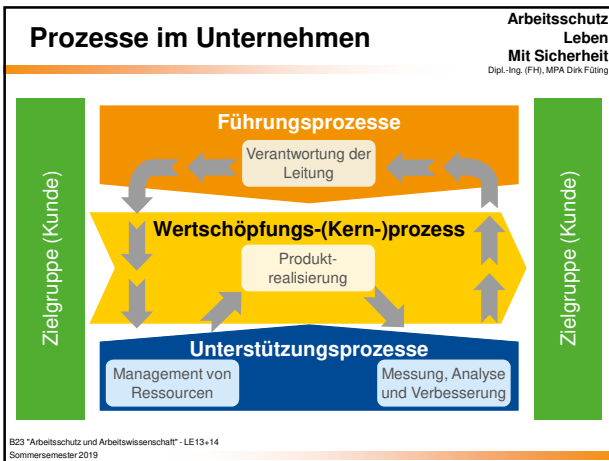 Prozesse im Unternehmen
Arbeitsschutz
Leben
Mit Sicherheit
Dipl.-Ing. (FH), MPA Dirk Füting
Zielgruppe (Kunde)
Führungsprozesse
Verantwortung der
Leitung
Wertschöpfungs-(Kern-)prozess
Produkt-
realisierung
Unterstützungsprozesse
Management von
Ressourcen
Messung, Analyse
und Verbesserung
Zielgruppe (Kunde)
B23 "Arbeitsschutz und Arbeitswissenschaft" - LE13+14
Sommersemester 2019